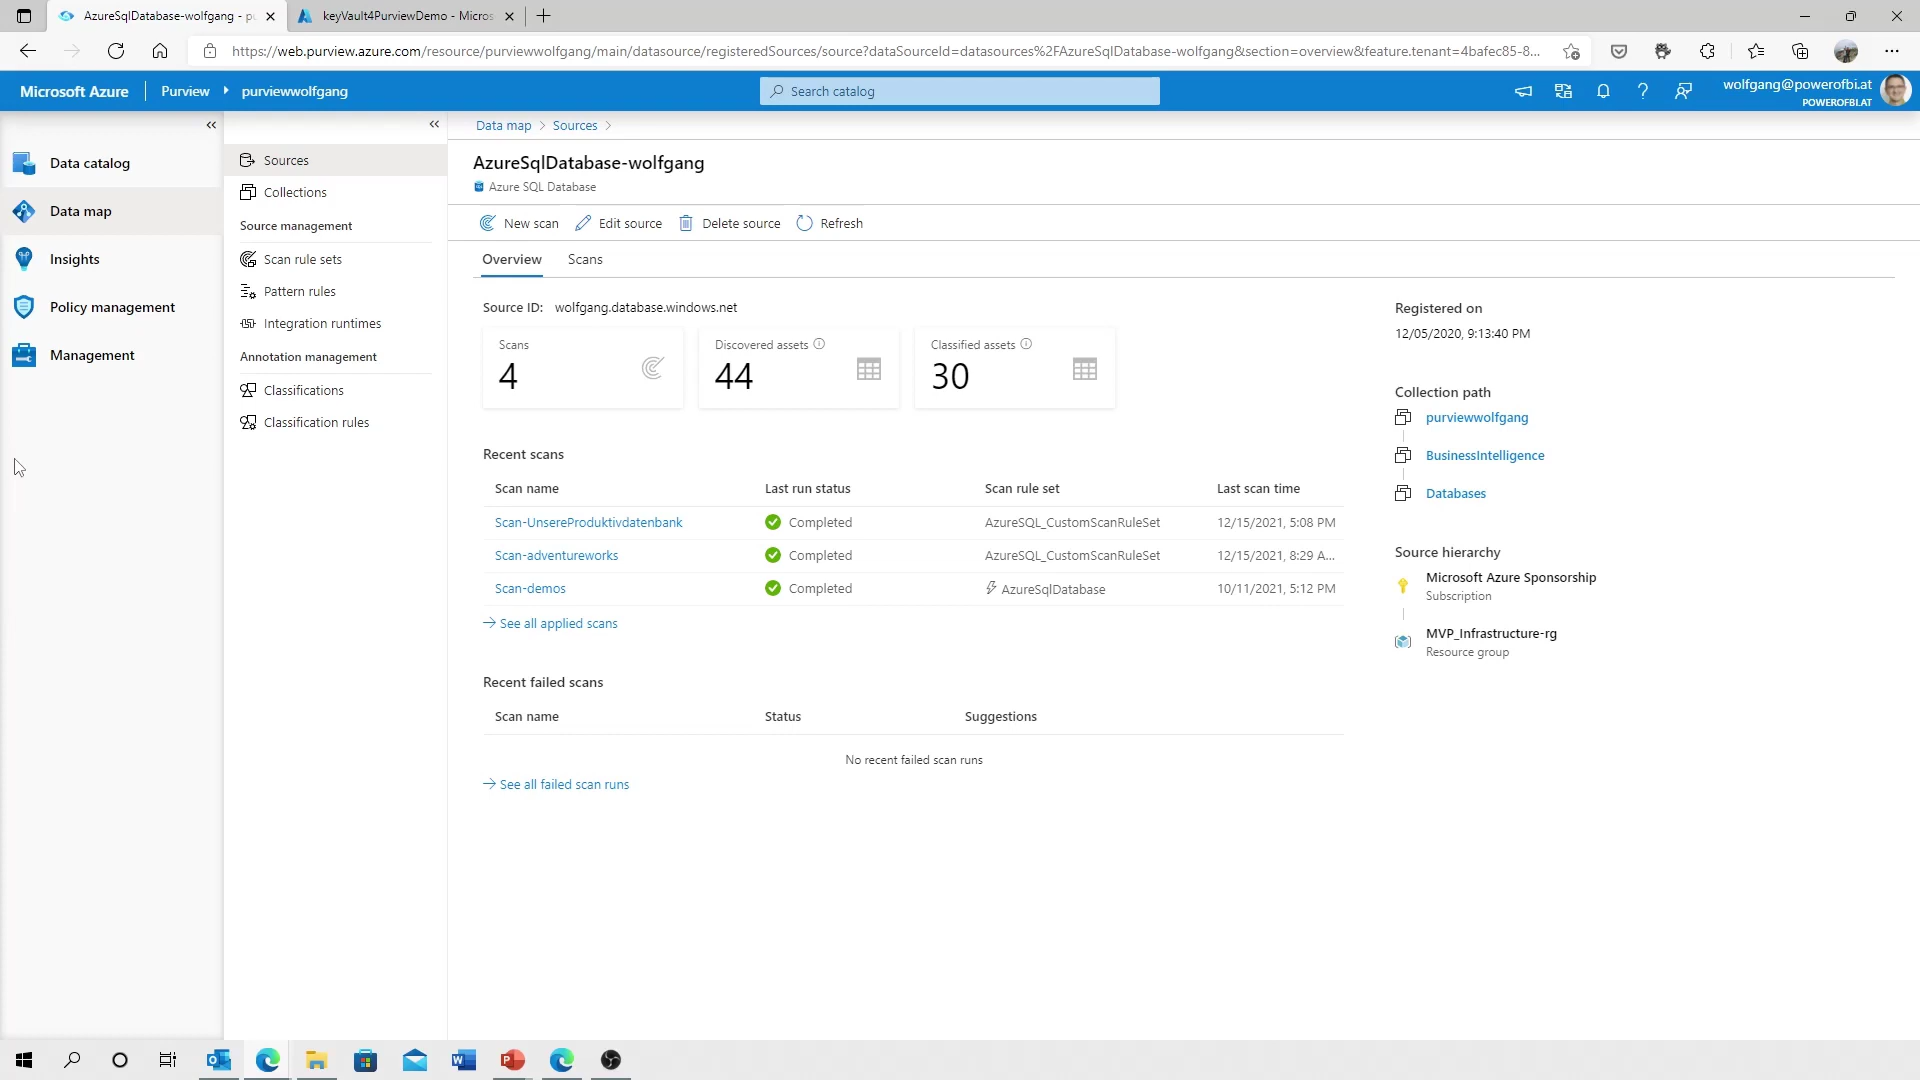 AzureSqlDatabase-wolfgang - pu
keyVault4PurviewDemo - Micros
https://web.purview.azure.com/resource/purviewwolfgang/main/datasource/registeredSources/source?dataSourceId=datasources%2FAzureSqlDatabase-wolfgang&section=overview&feature.tenant=4bafec85-8...
Microsoft Azure
Purview
purviewwolfgang
Search catalog
wolfgang@powerofbi.at
POWEROFBI.AT
Data catalog
Data map
Insights
Policy management
Management
Sources
Collections
Source management
Scan rule sets
Pattern rules
Integration runtimes
Annotation management
Classifications
Classification rules
Data map > Sources >
AzureSqlDatabase-wolfgang
Azure SQL Database
New scan Edit source Delete source Refresh
Overview Scans
Source ID: wolfgang.database.windows.net
Scans
4
Discovered assets
44
Classified assets
30
Recent scans
Scan name Last run status Scan rule set Last scan time
Scan-UnsereProduktivdatenbank Completed AzureSQL_CustomScanRuleSet 12/15/2021, 5:08 PM
Scan-adventureworks Completed AzureSQL_CustomScanRuleSet 12/15/2021, 8:29 A...
Scan-demos Completed AzureSqlDatabase 10/11/2021, 5:12 PM
See all applied scans
Recent failed scans
Scan name Status Suggestions
No recent failed scan runs
See all failed scan runs
Registered on
12/05/2020, 9:13:40 PM
Collection path
purviewwolfgang
BusinessIntelligence
Databases
Source hierarchy
Microsoft Azure Sponsorship
Subscription
MVP_Infrastructure-rg
Resource group